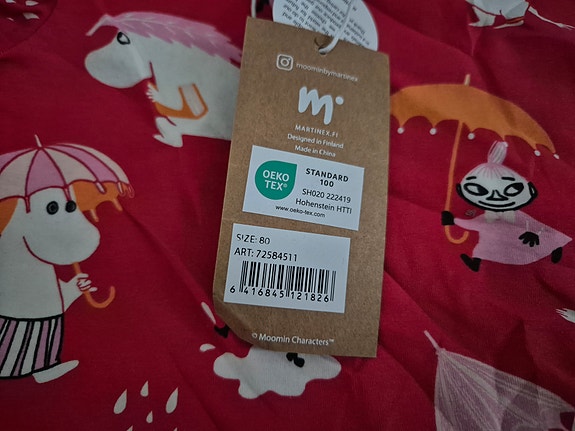 moominbymartinex
m
MARTINEX.FI
Designed in Finland
Made in China
OEKO
TEX®
STANDARD
100
SH020 222419
Hohenstein HTTI
www.oeko-tex.com
SIZE: 80
ART: 72584511
6 416845 121826
© Moomin Characters™